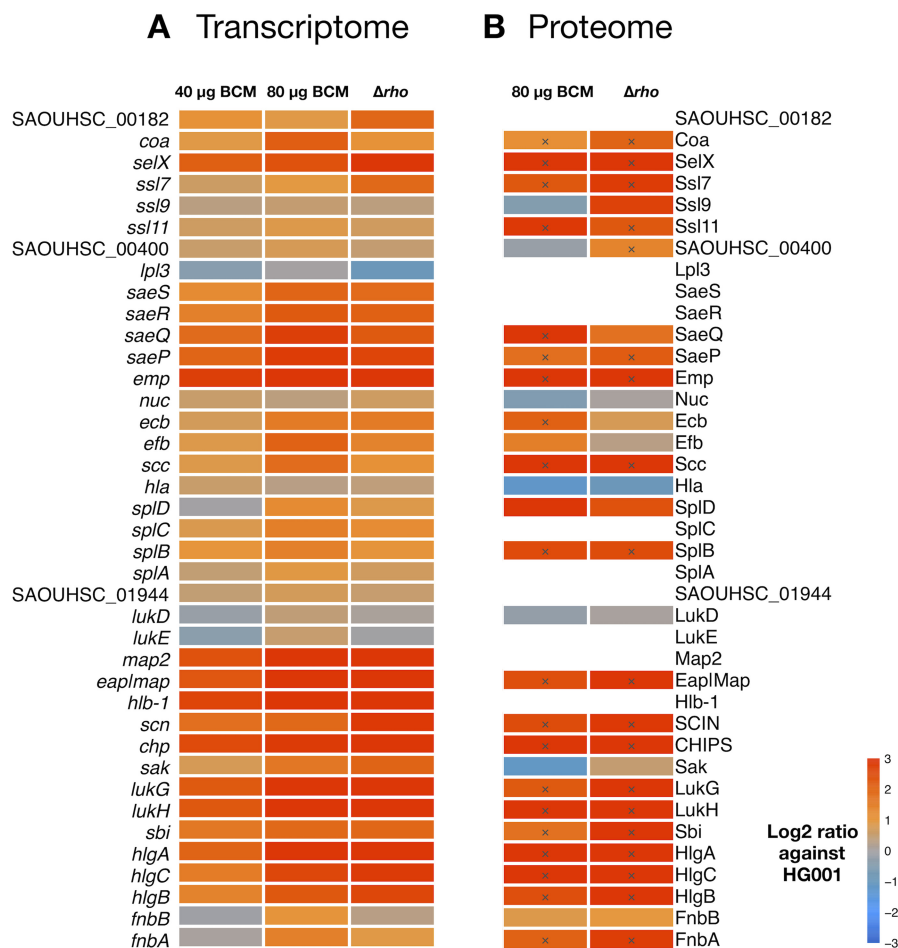 A Transcriptome B Proteome
40 µg BCM 80 µg BCM Δrho 80 µg BCM Δrho
SAOUHSC_00182 SAOUHSC_00182
coa × × Coa
selX × × SelX
ssl7 × × Ssl7
ssl9 Ssl9
ssl11 × × Ssl11
SAOUHSC_00400 × SAOUHSC_00400
lpl3 Lpl3
saeS SaeS
saeR SaeR
saeQ × SaeQ
saeP × × SaeP
emp × × Emp
nuc Nuc
ecb × Ecb
efb Efb
scc × × Scc
hla Hla
splD SplD
splC SplC
splB × × SplB
splA SplA
SAOUHSC_01944 SAOUHSC_01944
lukD LukD
lukE LukE
map2 Map2
eap|map × × Eap|Map
hlb-1 Hlb-1
scn × × SCIN
chp × × CHIPS
sak Sak
lukG × × LukG
lukH × × LukH
sbi × × Sbi
hlgA × × HlgA
hlgC × × HlgC
hlgB × × HlgB
fnbB FnbB
fnbA × × FnbA
Log2 ratio
against
HG001
3
2
1
0
−1
−2
−3